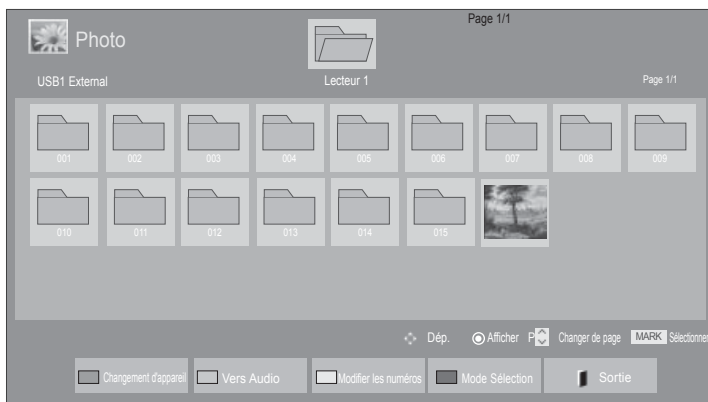 Page 1/1
Photo
USB1 External
Lecteur 1
Page 1/1
001 002 003 004 005 006 007 008 009
010 011 012 013 014 015
Dép. Afficher P Changer de page MARK Sélectionner
Changement d'appareil Vers Audio Modifier les numéros Mode Sélection Sortie